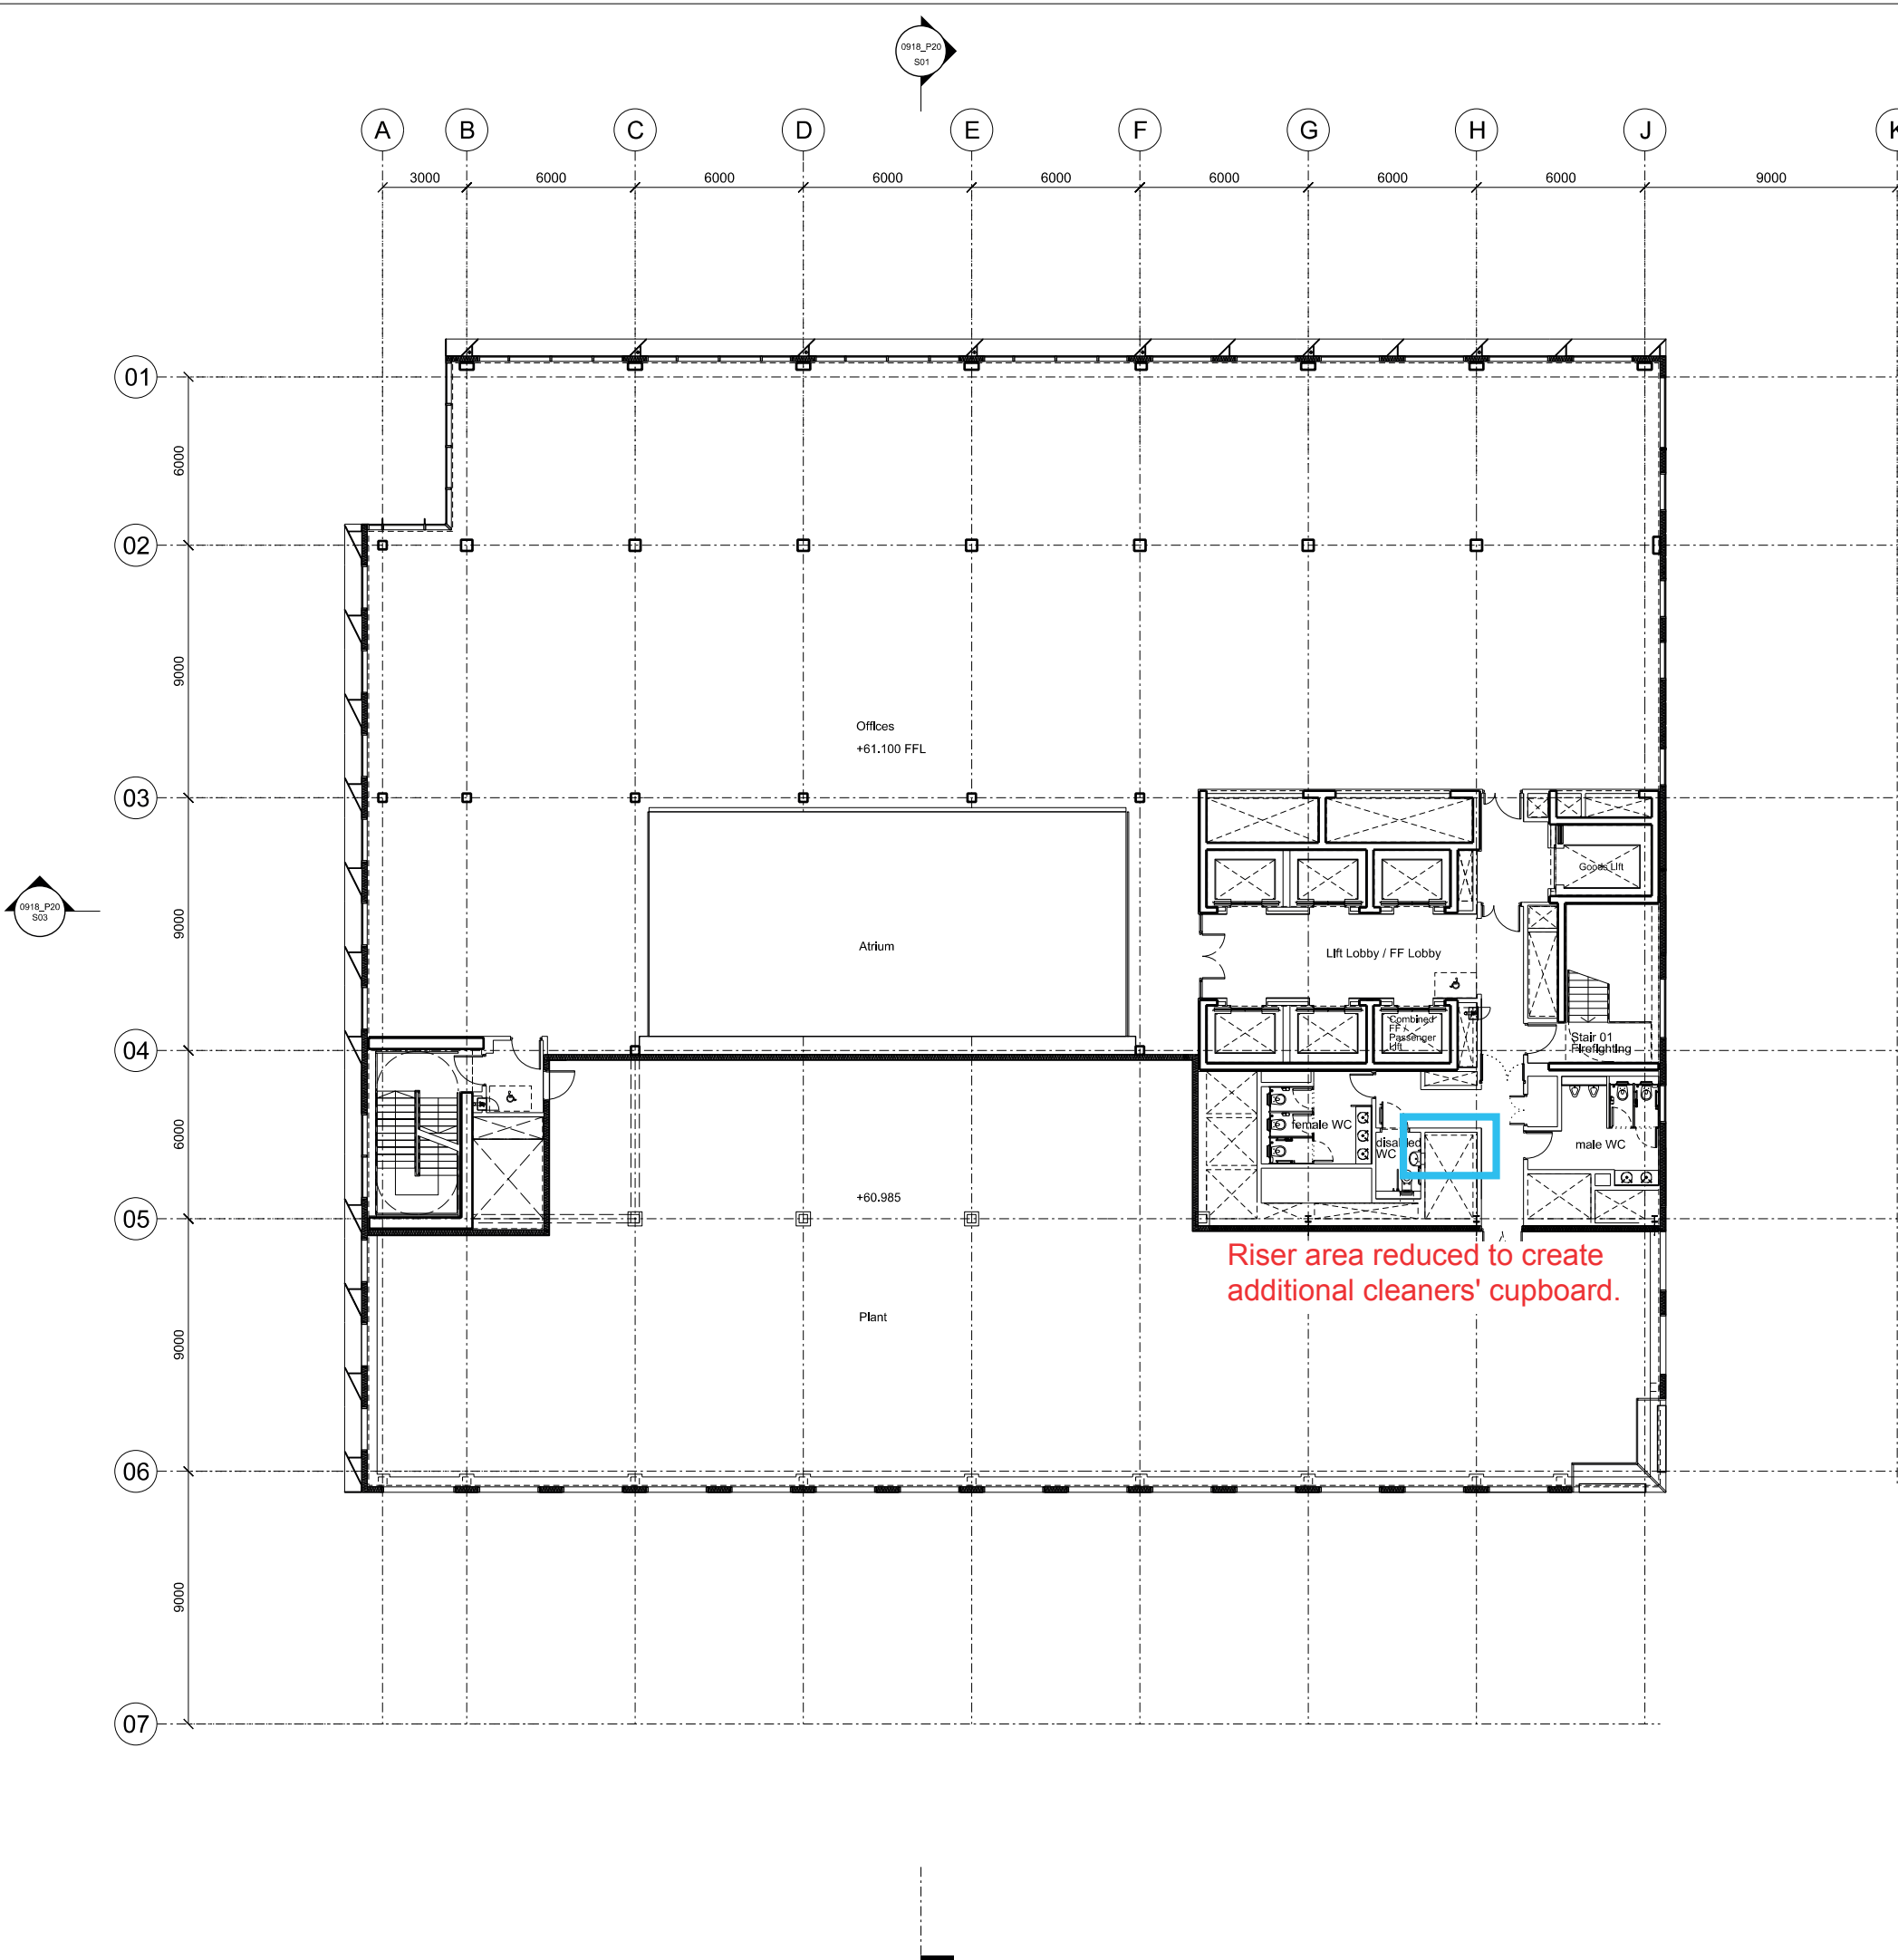 0918_P20
S01
A
B
C
D
E
F
G
H
J
K
3000
6000
6000
6000
6000
6000
6000
6000
9000
01
6000
02
9000
Offices
+61.100 FFL
03
0918_P20
S03
9000
Goods Lift
Atrium
Lift Lobby / FF Lobby
Combined
FF /
Passenger
Lift
Stair 01
Firefighting
04
6000
female WC
disabled
WC
male WC
+60.985
05
Riser area reduced to create
additional cleaners' cupboard.
Plant
9000
06
9000
07